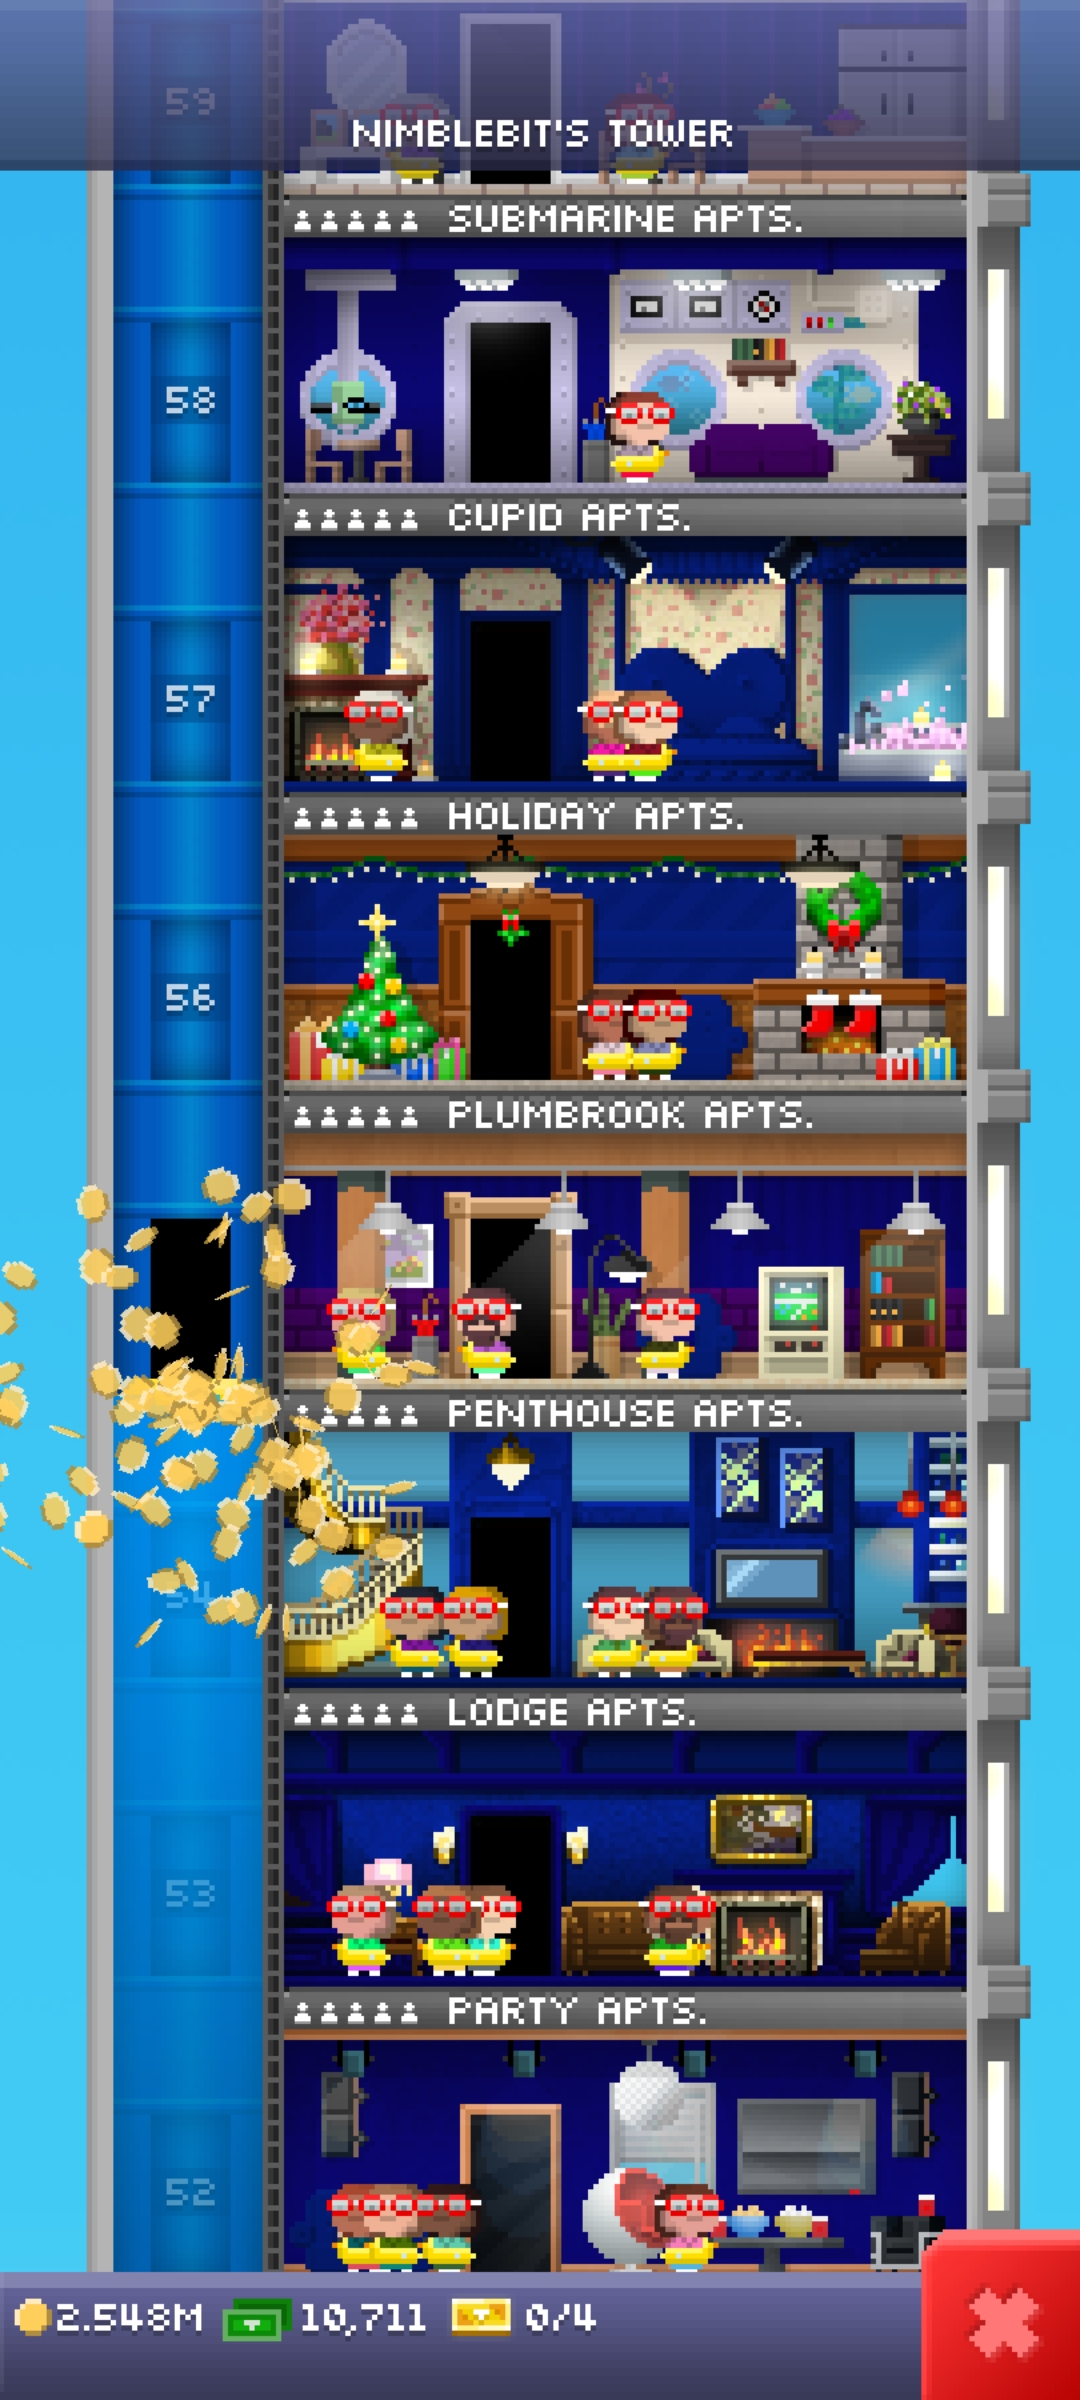 59
NIMBLEBIT'S TOWER
SUBMARINE APTS.
58
CUPID APTS.
57
HOLIDAY APTS.
56
PLUMBROOK APTS.
PENTHOUSE APTS.
54
LODGE APTS.
53
PARTY APTS.
52
2.548M 10,711 0/4